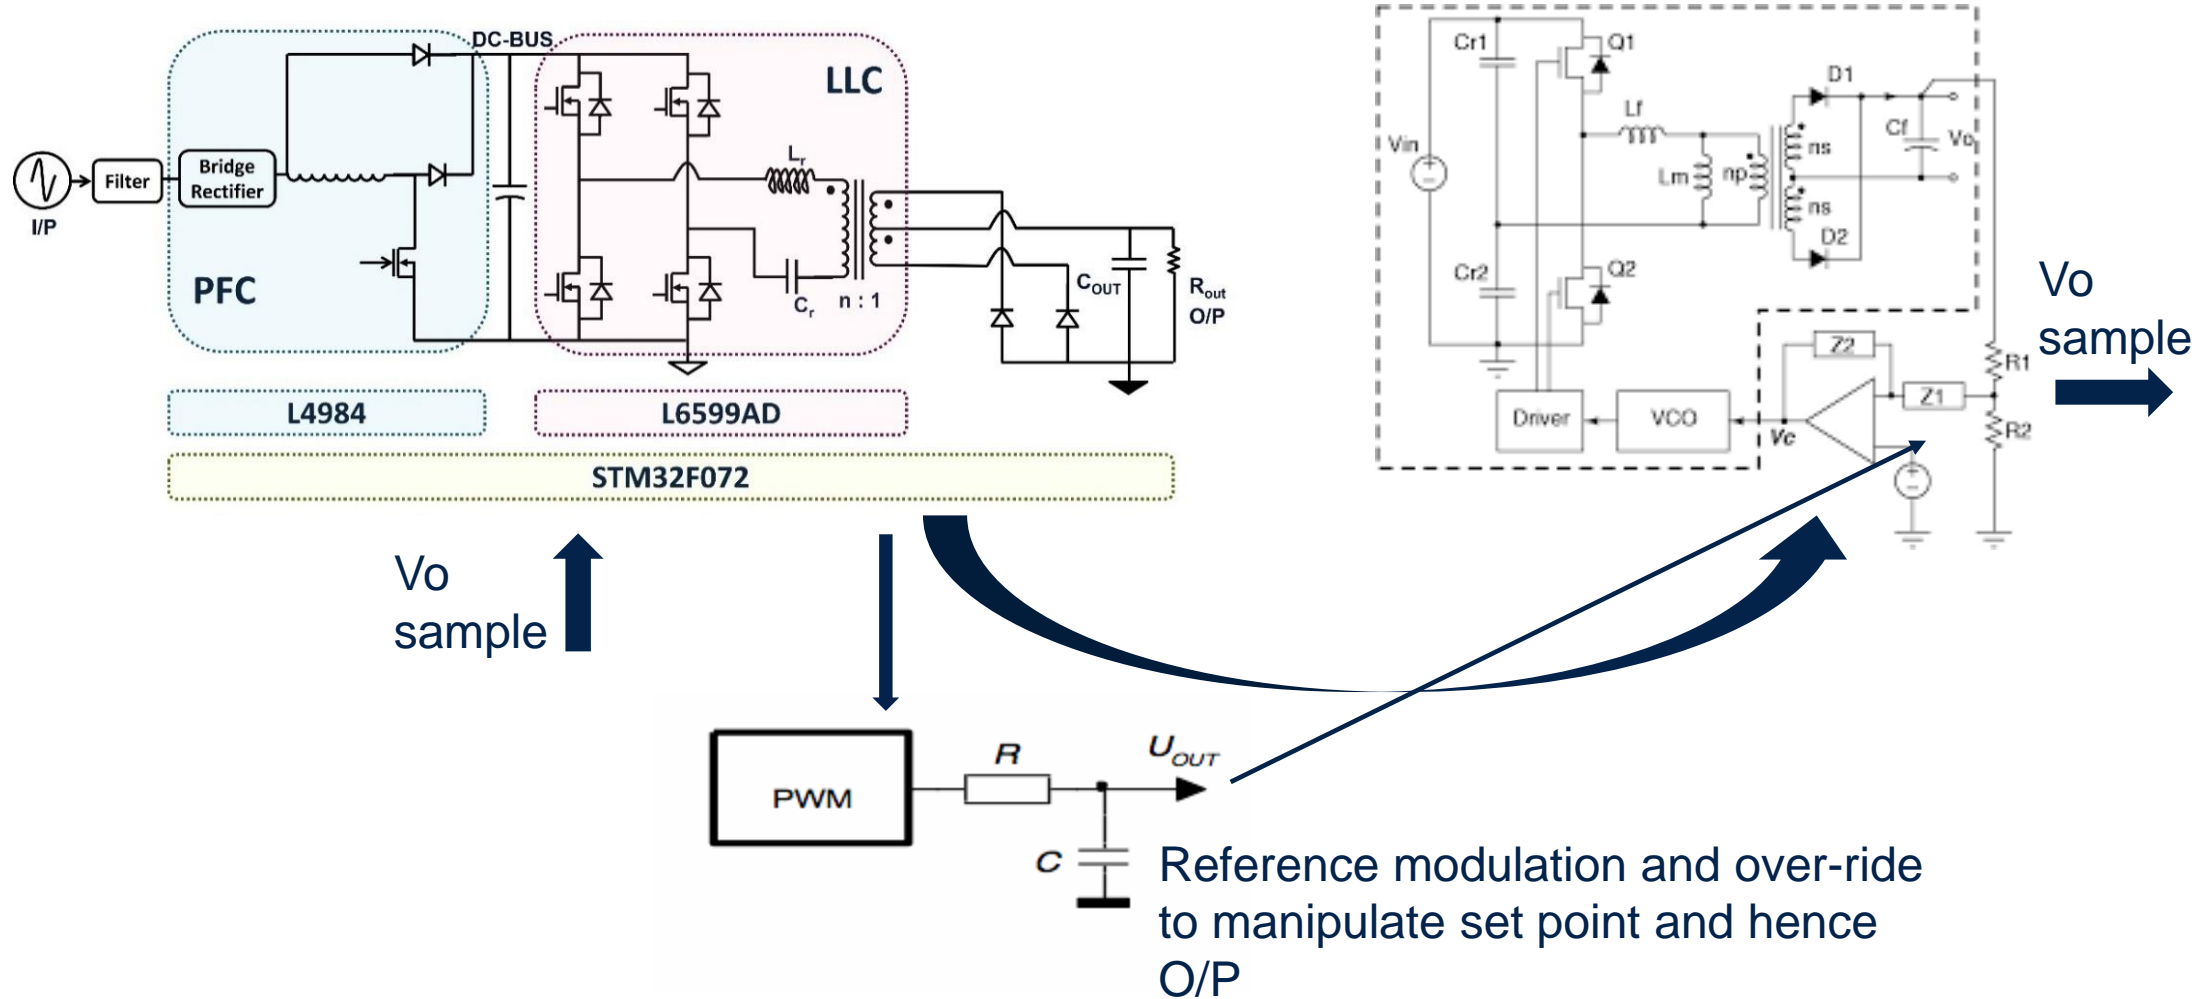 DC-BUS
LLC
I/P
Filter
Bridge
Rectifier
PFC
Lr
Cr
n : 1
COUT
Rout
O/P
L4984
L6599AD
STM32F072
Vin
Cr1
Cr2
Q1
Q2
Lf
Lm
np
ns
ns
D1
D2
Cf
Vo
Driver
VCO
Vc
Z2
Z1
R1
R2
Vo
sample
Vo
sample
PWM
R
UOUT
C
Reference modulation and over-ride
to manipulate set point and hence
O/P